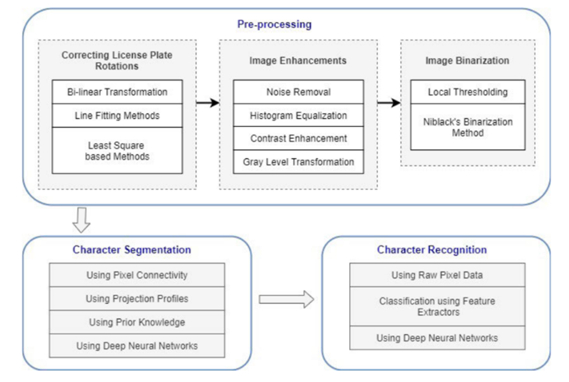 Pre-processing
Correcting License Plate
Rotations
Bi-linear Transformation
Line Fitting Methods
Least Square
based Methods
Image Enhancements
Noise Removal
Histogram Equalization
Contrast Enhancement
Gray Level Transformation
Image Binarization
Local Thresholding
Niblack's Binarization
Method
Character Segmentation
Using Pixel Connectivity
Using Projection Profiles
Using Prior Knowledge
Using Deep Neural Networks
Character Recognition
Using Raw Pixel Data
Classification using Feature
Extractors
Using Deep Neural Networks